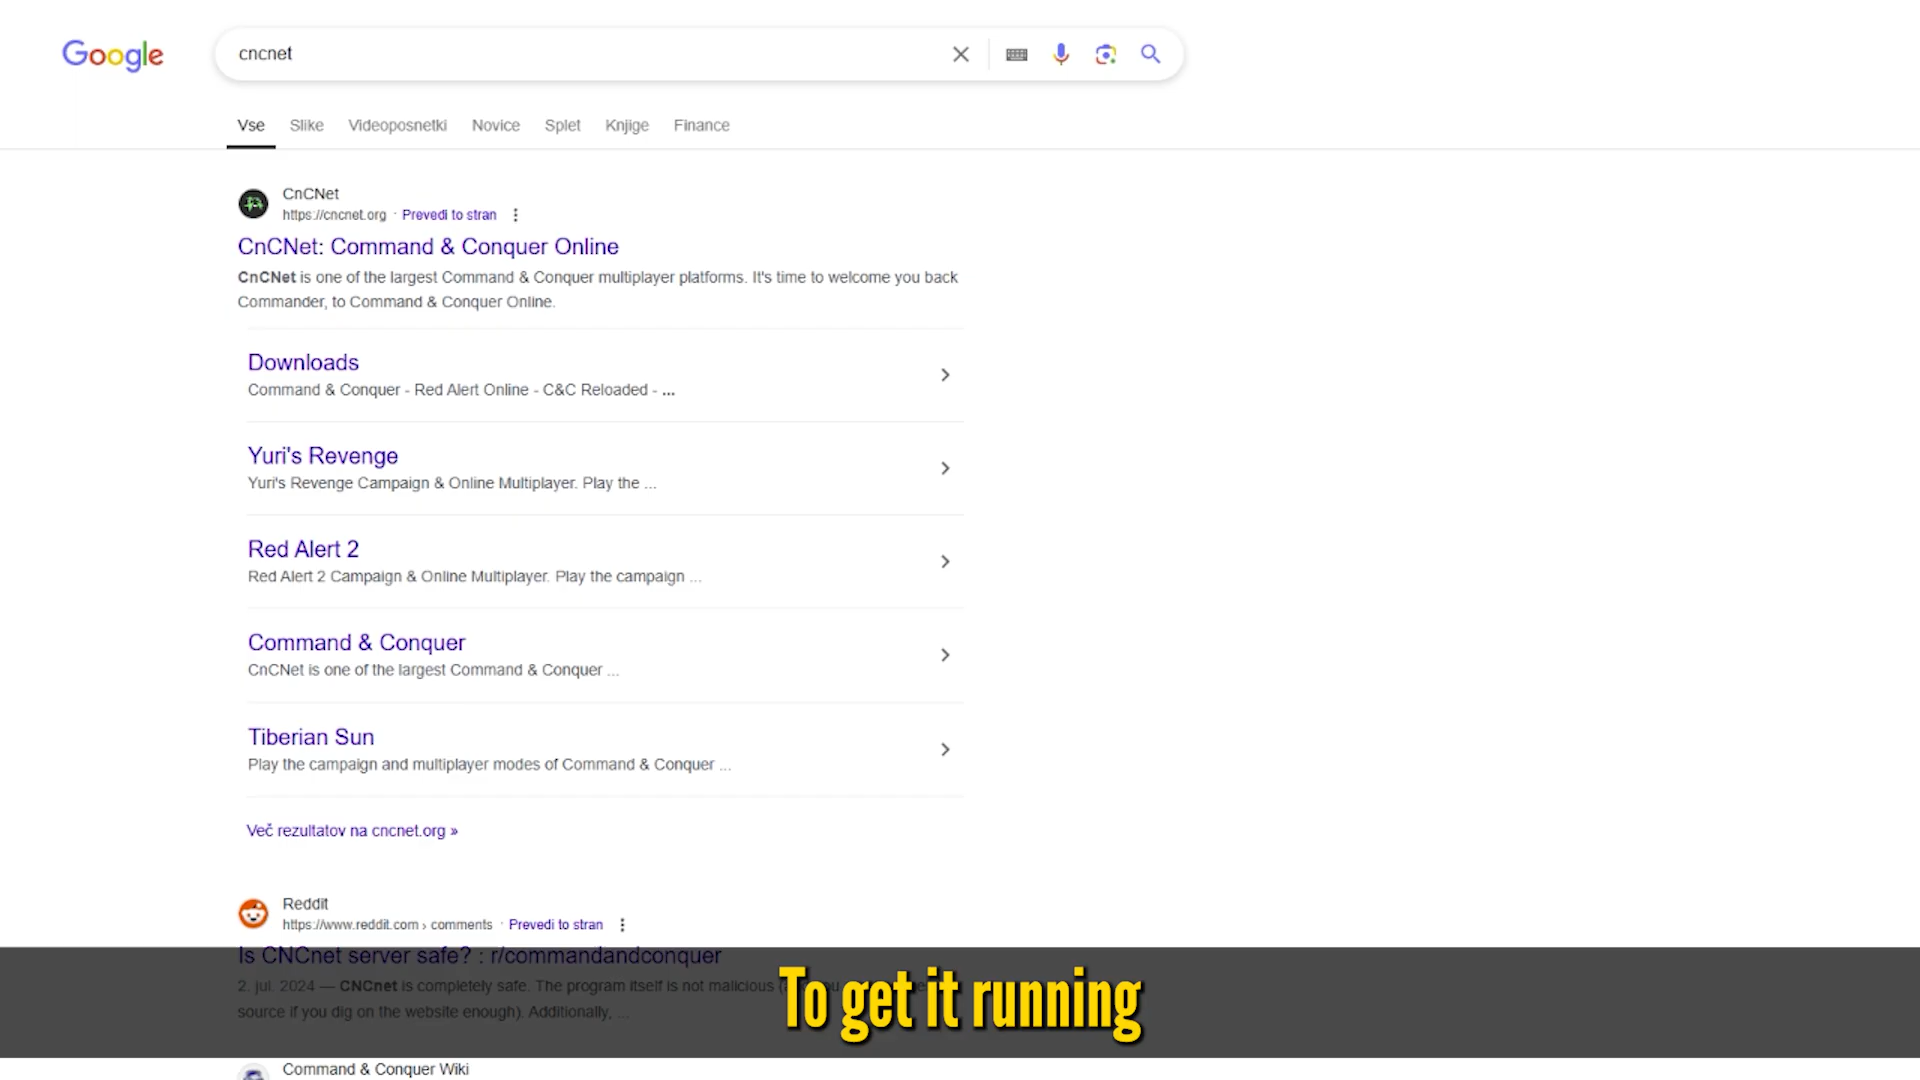 Google
cncnet
Vse Slike Videoposnetki Novice Splet Knjige Finance
CnCNet
https://cncnet.org · Prevedi to stran
CnCNet: Command & Conquer Online
CnCNet is one of the largest Command & Conquer multiplayer platforms. It's time to welcome you back
Commander, to Command & Conquer Online.
Downloads
Command & Conquer - Red Alert Online - C&C Reloaded - ...
Yuri's Revenge
Yuri's Revenge Campaign & Online Multiplayer. Play the ...
Red Alert 2
Red Alert 2 Campaign & Online Multiplayer. Play the campaign ...
Command & Conquer
CnCNet is one of the largest Command & Conquer ...
Tiberian Sun
Play the campaign and multiplayer modes of Command & Conquer ...
Več rezultatov na cncnet.org »
Reddit
https://www.reddit.com › comments · Prevedi to stran
Is CNCnet server safe? : r/commandandconquer
2. jul. 2024 — CNCnet is completely safe. The program itself is not malicious
source if you dig on the website enough). Additionally, ...
To get it running
Command & Conquer Wiki